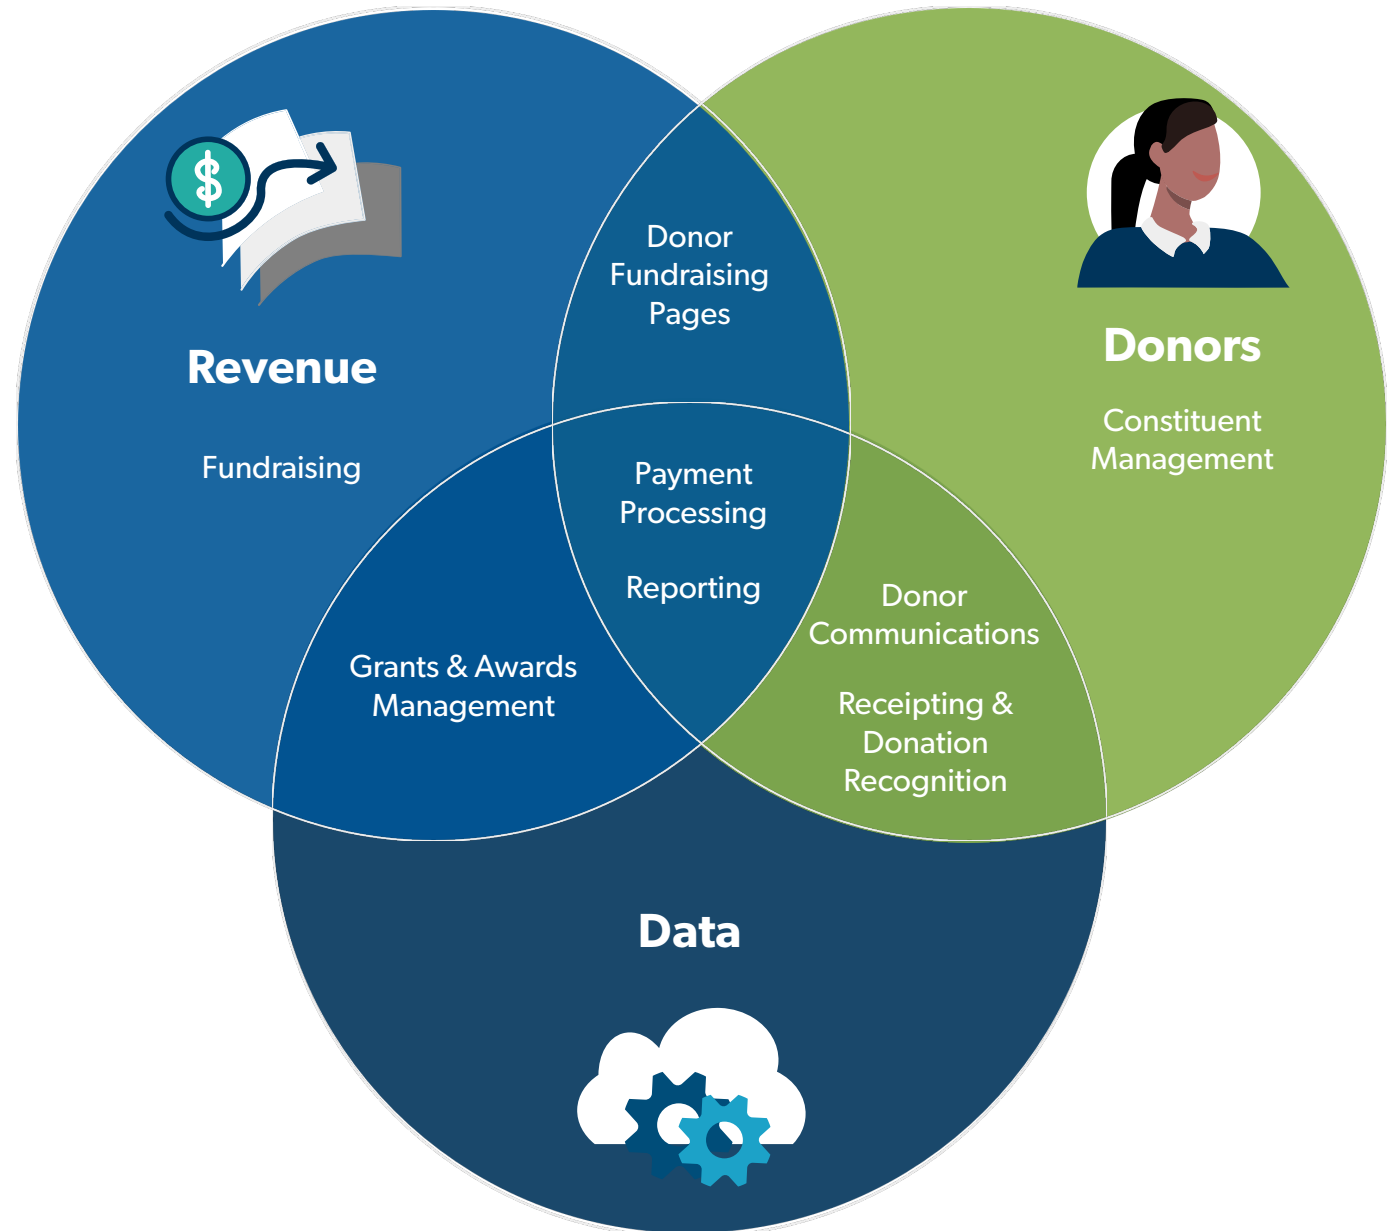 Revenue
Fundraising
Donor
Fundraising
Pages
Donors
Constituent
Management
Payment
Processing
Reporting
Grants & Awards
Management
Donor
Communications
Receipting &
Donation
Recognition
Data
$